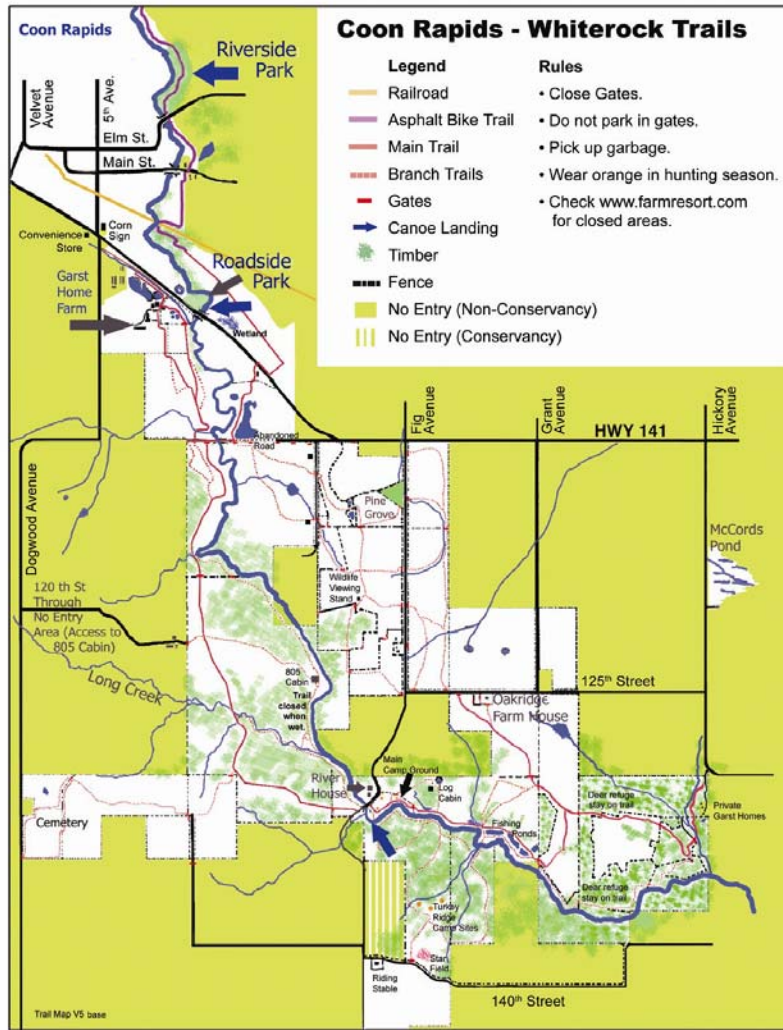 Coon Rapids - Whiterock Trails
Legend
Railroad
Asphalt Bike Trail
Main Trail
Branch Trails
Gates
Canoe Landing
Timber
Fence
No Entry (Non-Conservancy)
No Entry (Conservancy)
Rules
• Close Gates.
• Do not park in gates.
• Pick up garbage.
• Wear orange in hunting season.
• Check www.farmresort.com
for closed areas.
Coon Rapids
Riverside
Park
Velvet
Avenue
5th Ave.
Elm St.
Main St.
Corn
Sign
Convenience
Store
Roadside
Park
Garst
Home
Farm
Wetland
Fig
Avenue
Grant
Avenue
Hickory
Avenue
HWY 141
Abandoned
Road
Dogwood Avenue
Pine
Grove
McCords
Pond
Wildlife
Viewing
Stand
120 th St
Through
No Entry
Area (Access to
805 Cabin)
805
Cabin
Trail
closed
when
wet.
Long Creek
125th Street
Oakridge
Farm House
Main
Camp Ground
River
House
Log
Cabin
Deer refuge
stay on trail
Private
Garst Homes
Cemetery
Fishing
Ponds
Deer refuge
stay on trail
Turkey
Ridge
Camp Sites
Star
Field
Riding
Stable
140th Street
Trail Map V5 base